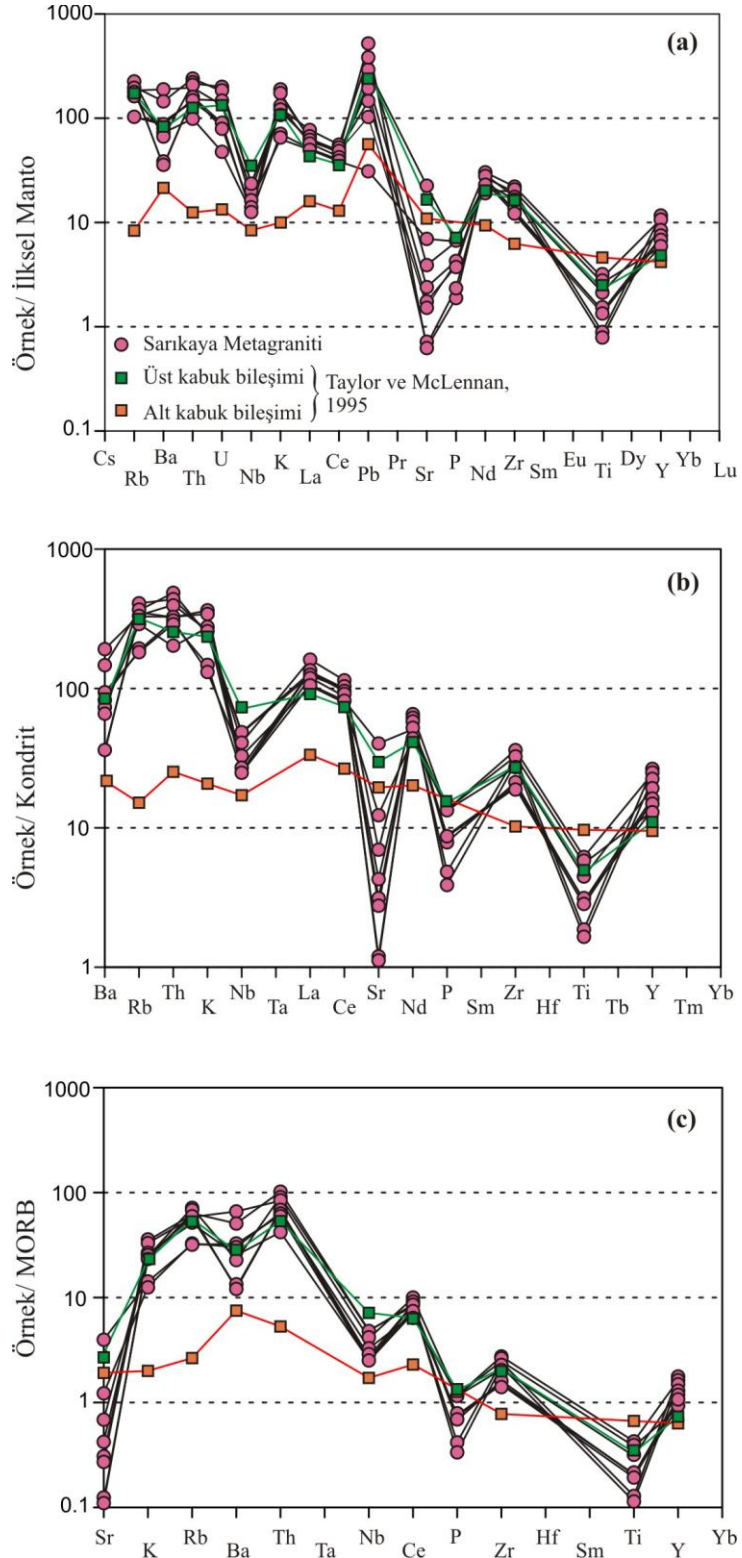 1000
(a)
100
10
1
0.1
Örnek/ İlksel Manto
Sarıkaya Metagraniti
Üst kabuk bileşimi
Alt kabuk bileşimi
Taylor ve McLennan,
1995
Cs Rb Ba Th U Nb K La Ce Pb Pr Sr P Nd Zr Sm Eu Ti Dy Y Yb Lu
1000
(b)
100
10
1
Örnek/ Kondrit
Ba Rb Th K Nb Ta La Ce Sr Nd P Sm Zr Hf Ti Tb Y Tm Yb
1000
(c)
100
10
1
0.1
Örnek/ MORB
Sr K Rb Ba Th Ta Nb Ce P Zr Hf Sm Ti Y Yb